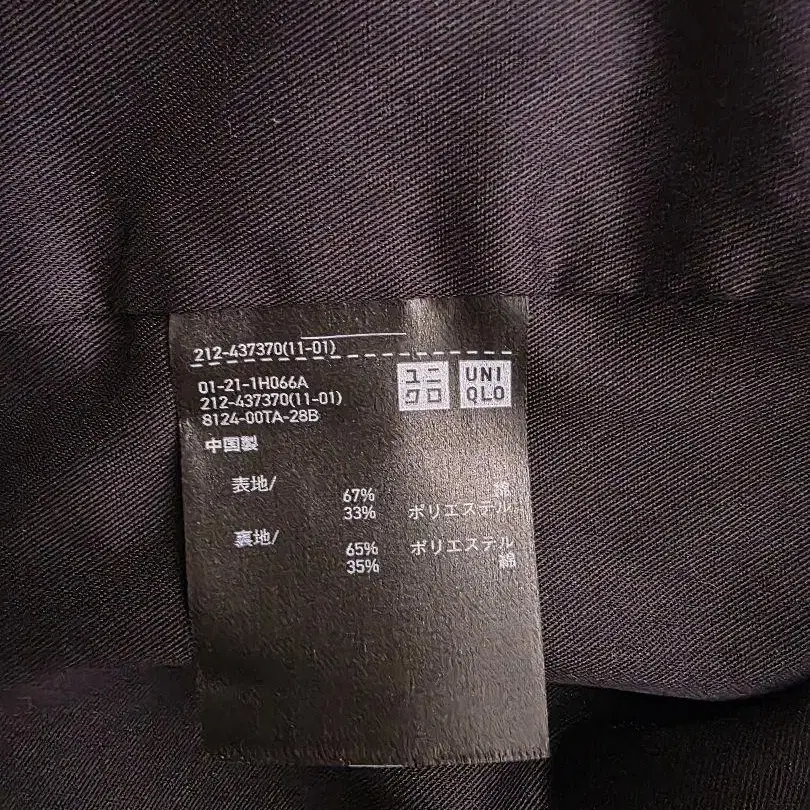 212-437370(11-01)
01-21-1H066A
212-437370(11-01)
8124-00TA-28B
ユニ
クロ
UNI
QLO
中国製
表地/
67% 綿
33% ポリエステル
裏地/
65% ポリエステル
35% 綿